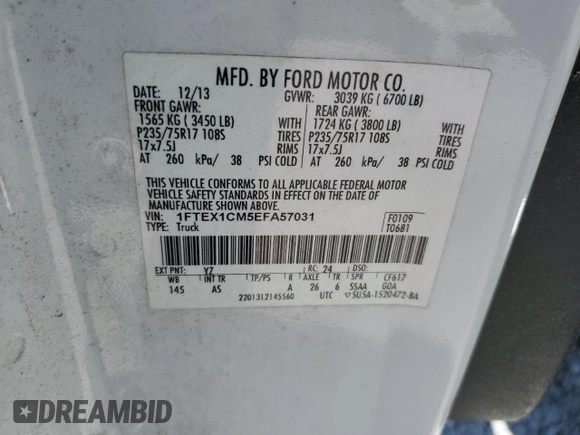 MFD. BY FORD MOTOR CO.
DATE: 12/13 GVWR: 3039 KG (6700 LB)
FRONT GAWR: REAR GAWR:
1565 KG (3450 LB) WITH 1724 KG (3800 LB) WITH
P235/75R17 108S TIRES P235/75R17 108S TIRES
17x7.5J RIMS 17x7.5J RIMS
AT 260 kPa/ 38 PSI COLD AT 260 kPa/ 38 PSI COLD
THIS VEHICLE CONFORMS TO ALL APPLICABLE FEDERAL MOTOR
VEHICLE SAFETY STANDARDS IN EFFECT ON THE DATE OF
MANUFACTURE SHOWN ABOVE.
VIN: 1FTEX1CM5EFA57031 F0109
TYPE: Truck T0681
EXT PNT: YZ RC: 24 DSO:
WB INT TR TP/PS R AXLE TR SPR CF617
145 AS A 26 6 SSAA GOA
2201312145560 UTC ▽5USA-1520472-BA
DREAMBID